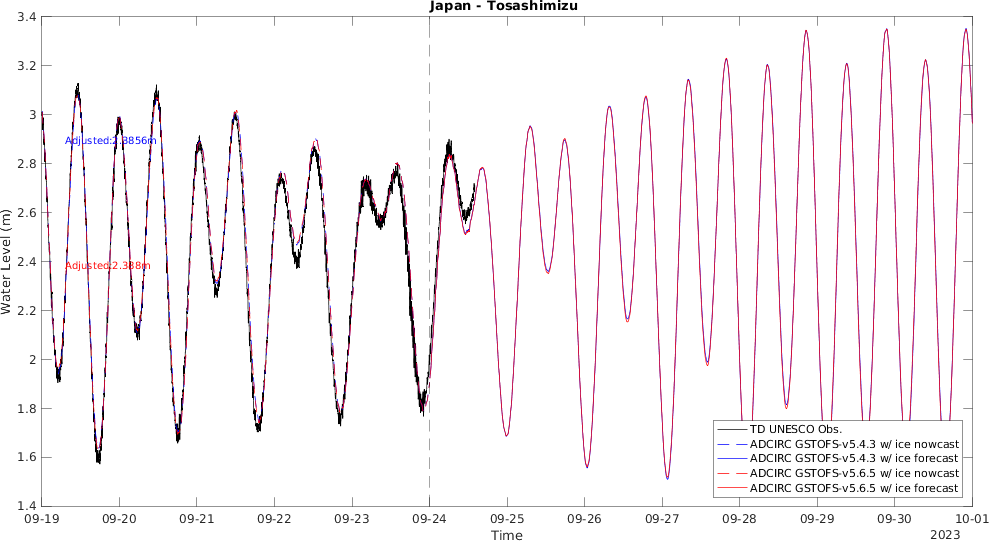 Japan - Tosashimizu
3.4
3.2
3
2.8
2.6
2.4
2.2
2
1.8
1.6
1.4
Water Level (m)
Adjusted:2.3856m
Adjusted:2.338m
TD UNESCO Obs.
ADCIRC GSTOFS-v5.4.3 w/ ice nowcast
ADCIRC GSTOFS-v5.4.3 w/ ice forecast
ADCIRC GSTOFS-v5.6.5 w/ ice nowcast
ADCIRC GSTOFS-v5.6.5 w/ ice forecast
09-19 09-20 09-21 09-22 09-23 09-24 09-25 09-26 09-27 09-28 09-29 09-30 10-01
Time
2023